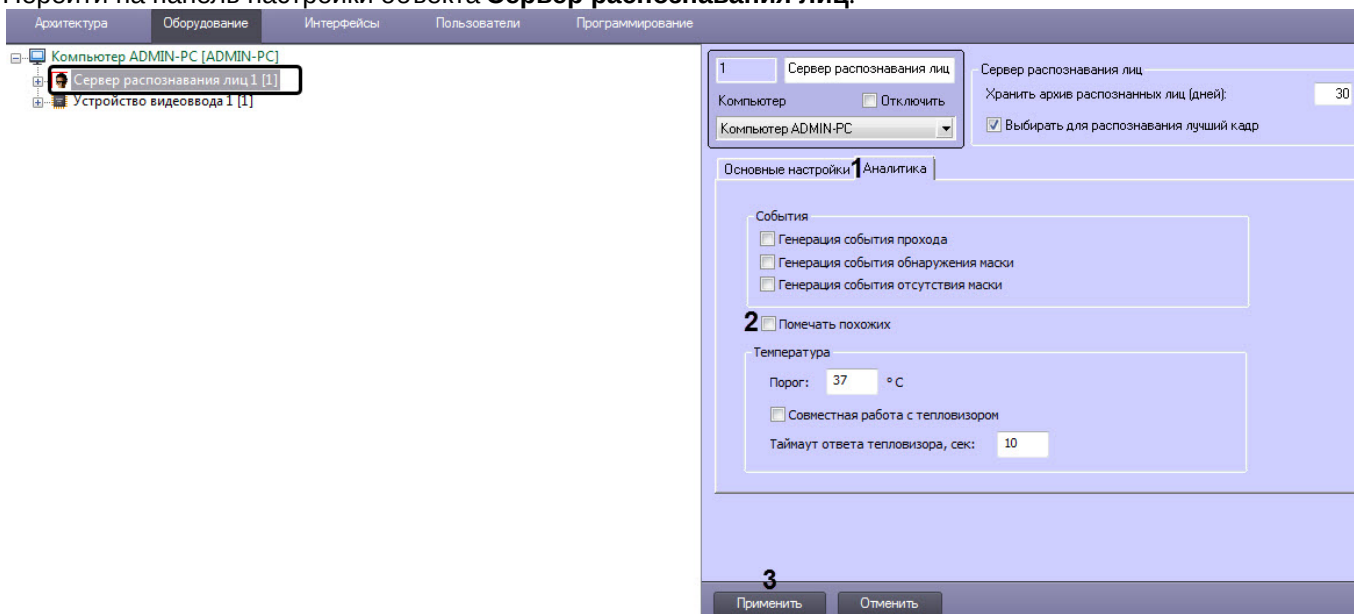 Перейти на панель настройки объекта Сервер распознавания лиц.
Архитектура Оборудование Интерфейсы Пользователи Программирование
Компьютер ADMIN-PC [ADMIN-PC]
Сервер распознавания лиц 1 [1]
Устройство видеоввода 1 [1]
1 Сервер распознавания лиц
Компьютер Отключить
Компьютер ADMIN-PC
Сервер распознавания лиц
Хранить архив распознанных лиц (дней): 30
Выбирать для распознавания лучший кадр
Основные настройки 1 Аналитика
События
Генерация события прохода
Генерация события обнаружения маски
Генерация события отсутствия маски
2 Помечать похожих
Температура
Порог: 37 ° C
Совместная работа с тепловизором
Таймаут ответа тепловизора, сек: 10
3
Применить Отменить